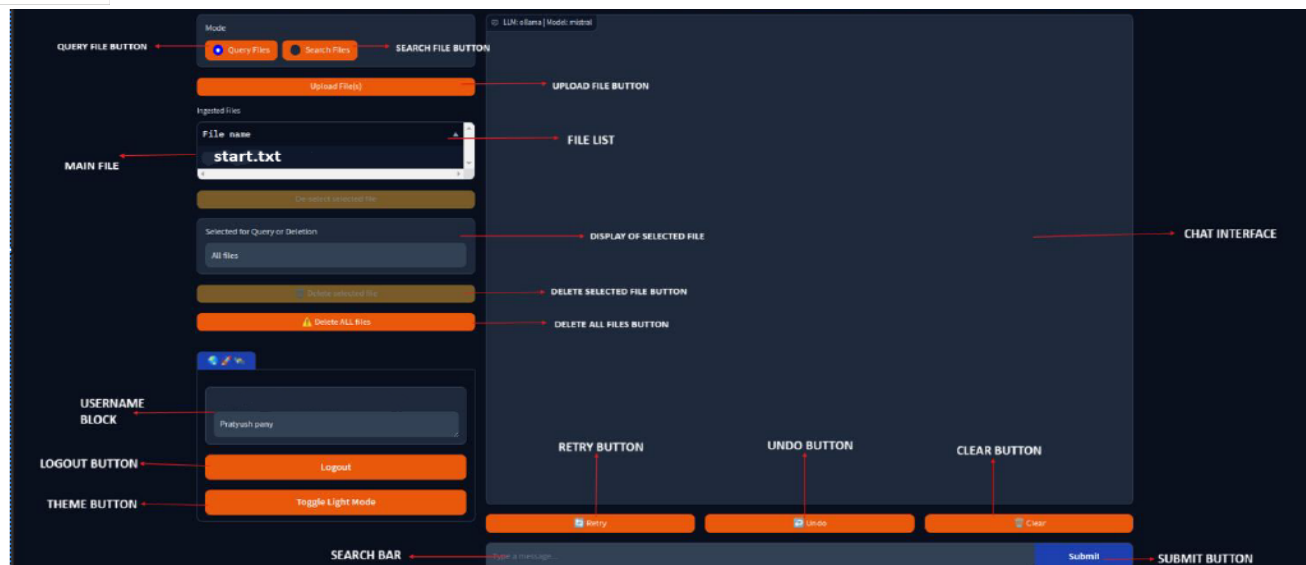 Mode
LLM: ollama | Model: mistral
QUERY FILE BUTTON
Query Files
Search Files
SEARCH FILE BUTTON
Upload File(s)
UPLOAD FILE BUTTON
Ingested Files
File name
FILE LIST
start.txt
MAIN FILE
De-select selected file
Selected for Query or Deletion
DISPLAY OF SELECTED FILE
CHAT INTERFACE
All files
Delete selected file
DELETE SELECTED FILE BUTTON
Delete ALL files
DELETE ALL FILES BUTTON
USERNAME
BLOCK
Pratyush pany
RETRY BUTTON
UNDO BUTTON
CLEAR BUTTON
LOGOUT BUTTON
Logout
THEME BUTTON
Toggle Light Mode
Retry
Undo
Clear
SEARCH BAR
Type a message...
Submit
SUBMIT BUTTON